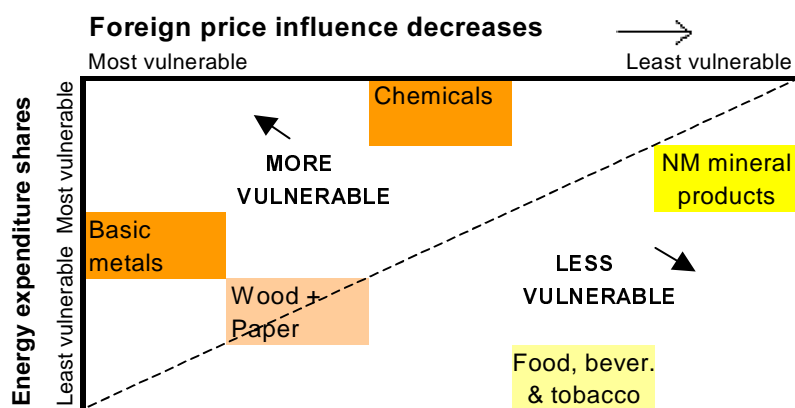 Foreign price influence decreases
Most vulnerable
Least vulnerable
Energy expenditure shares
Most vulnerable
Least vulnerable
Chemicals
MORE
VULNERABLE
NM mineral
products
Basic
metals
LESS
VULNERABLE
Wood +
Paper
Food, bever.
& tobacco